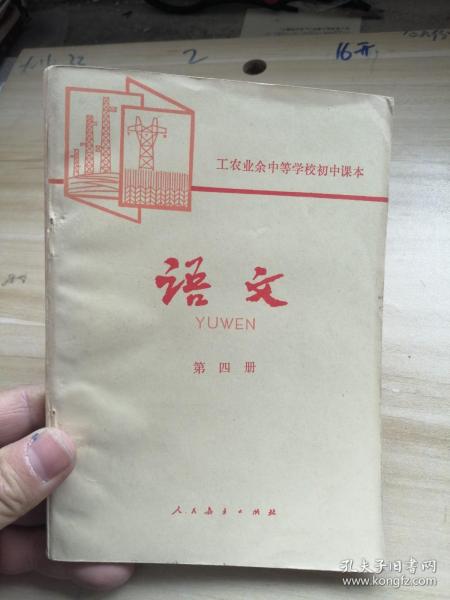 2
16开
工农业余中等学校初中课本
语文
YUWEN
第四册
人民教育出版社
孔夫子旧书网
www.kongfz.com